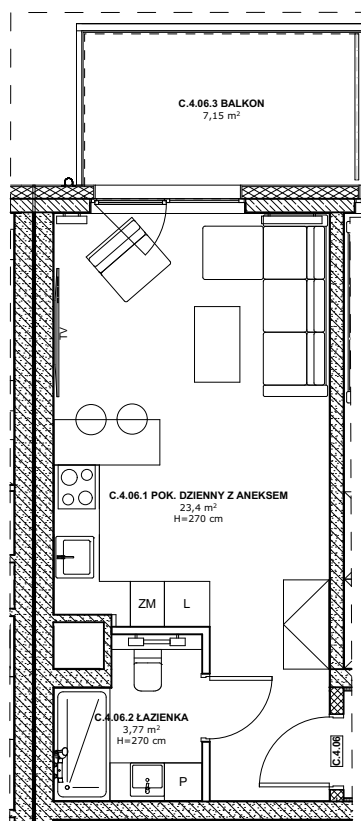 C.4.06.3 BALKON
7,15 m²
TV
C.4.06.1 POK. DZIENNY Z ANEKSEM
23,4 m²
H=270 cm
ZM
L
C.4.06.2 ŁAZIENKA
3,77 m²
H=270 cm
P
C.4.06